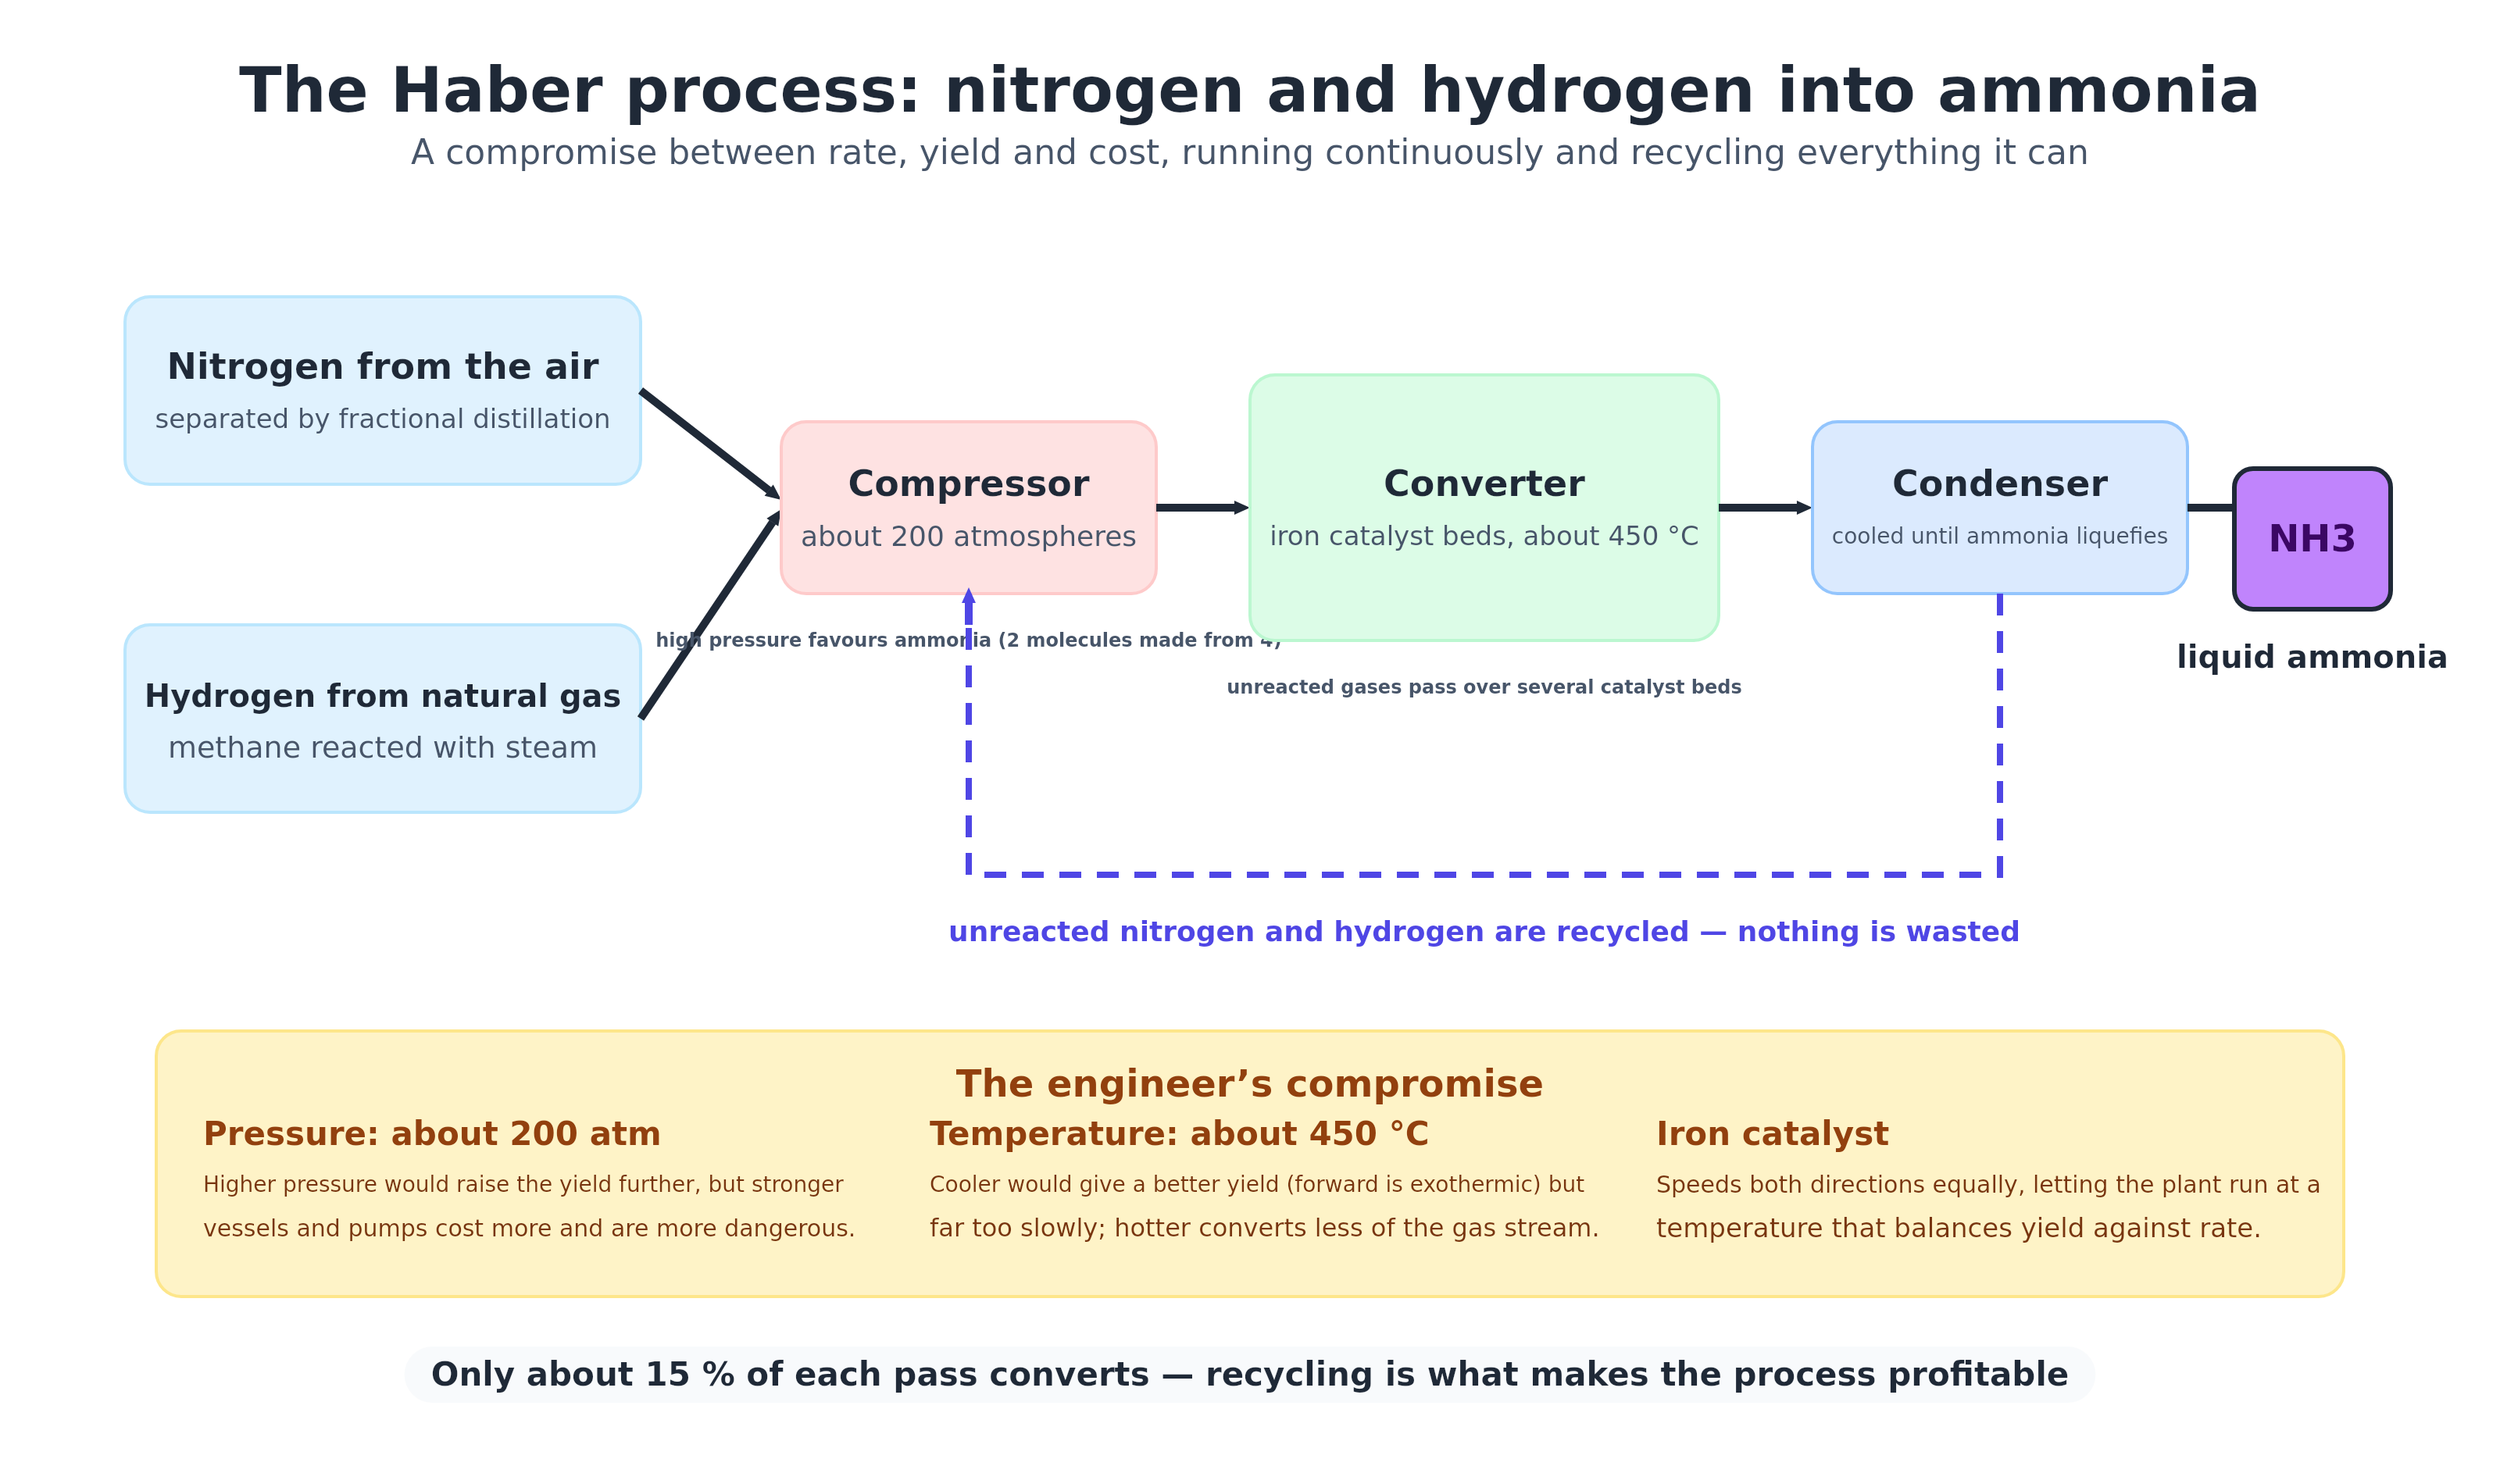 The Haber process: nitrogen and hydrogen into ammonia
A compromise between rate, yield and cost, running continuously and recycling everything it can
Nitrogen from the air
separated by fractional distillation
Hydrogen from natural gas
methane reacted with steam
Compressor
about 200 atmospheres
high pressure favours ammonia (2 molecules made from 4)
Converter
iron catalyst beds, about 450 °C
unreacted gases pass over several catalyst beds
Condenser
cooled until ammonia liquefies
NH3
liquid ammonia
unreacted nitrogen and hydrogen are recycled — nothing is wasted
The engineer’s compromise
Pressure: about 200 atm
Higher pressure would raise the yield further, but stronger
vessels and pumps cost more and are more dangerous.
Temperature: about 450 °C
Cooler would give a better yield (forward is exothermic) but
far too slowly; hotter converts less of the gas stream.
Iron catalyst
Speeds both directions equally, letting the plant run at a
temperature that balances yield against rate.
Only about 15 % of each pass converts — recycling is what makes the process profitable